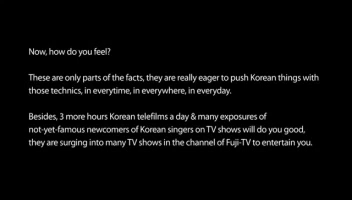 Now, how do you feel?
These are only parts of the facts, they are really eager to push Korean things with
those technics, in everytime, in everywhere, in everyday.
Besides, 3 more hours Korean telefilms a day & many exposures of
not-yet-famous newcomers of Korean singers on TV shows will do you good,
they are surging into many TV shows in the channel of Fuji-TV to entertain you.